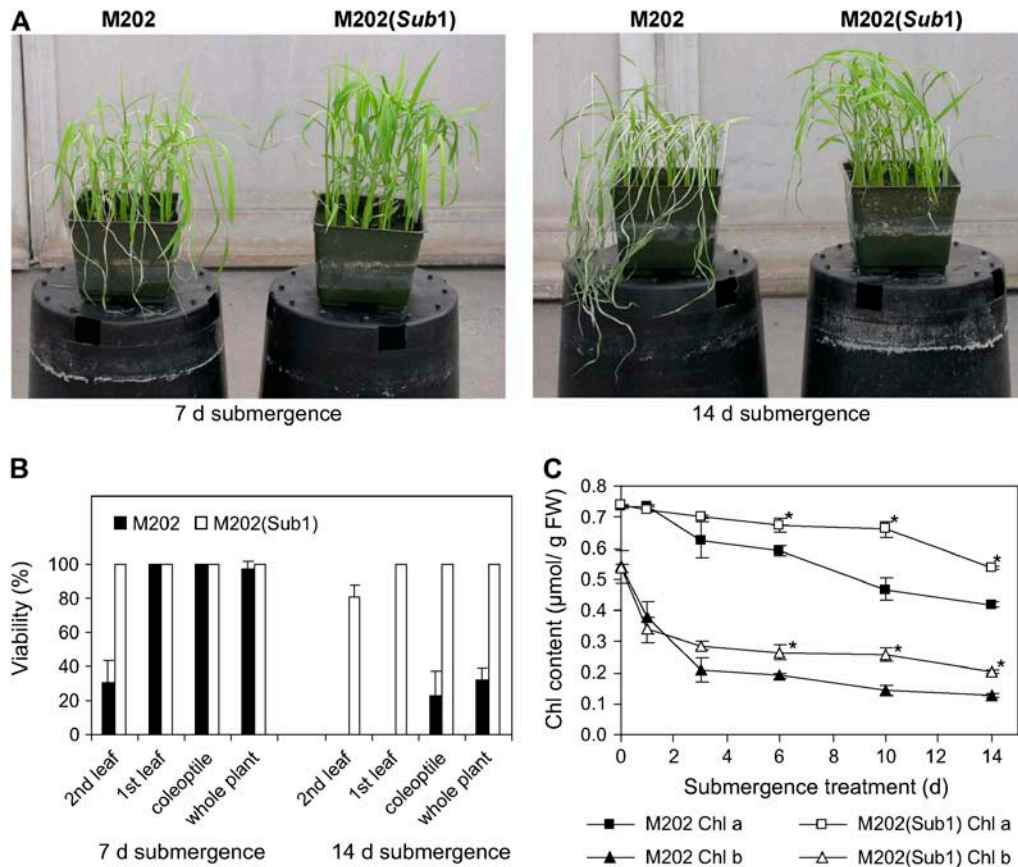 A
M202
M202(Sub1)
M202
M202(Sub1)
7 d submergence
14 d submergence
B
M202
M202(Sub1)
Viability (%)
100
80
60
40
20
0
2nd leaf
1st leaf
coleoptile
whole plant
2nd leaf
1st leaf
coleoptile
whole plant
7 d submergence
14 d submergence
C
Chl content (µmol/ g FW)
0.8
0.7
0.6
0.5
0.4
0.3
0.2
0.1
0.0
*
*
*
*
*
*
0
2
4
6
8
10
12
14
Submergence treatment (d)
M202 Chl a
M202(Sub1) Chl a
M202 Chl b
M202(Sub1) Chl b